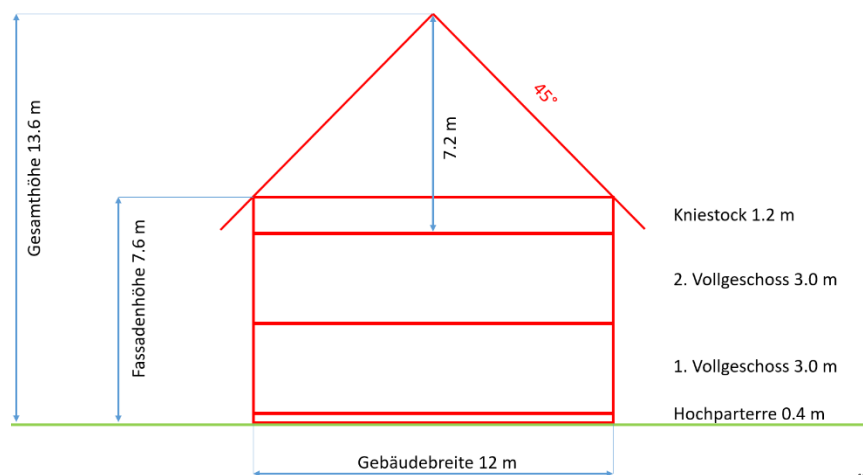 Gesamthöhe 13.6 m
Fassadenhöhe 7.6 m
7.2 m
45°
Kniestock 1.2 m
2. Vollgeschoss 3.0 m
1. Vollgeschoss 3.0 m
Hochparterre 0.4 m
Gebäudebreite 12 m